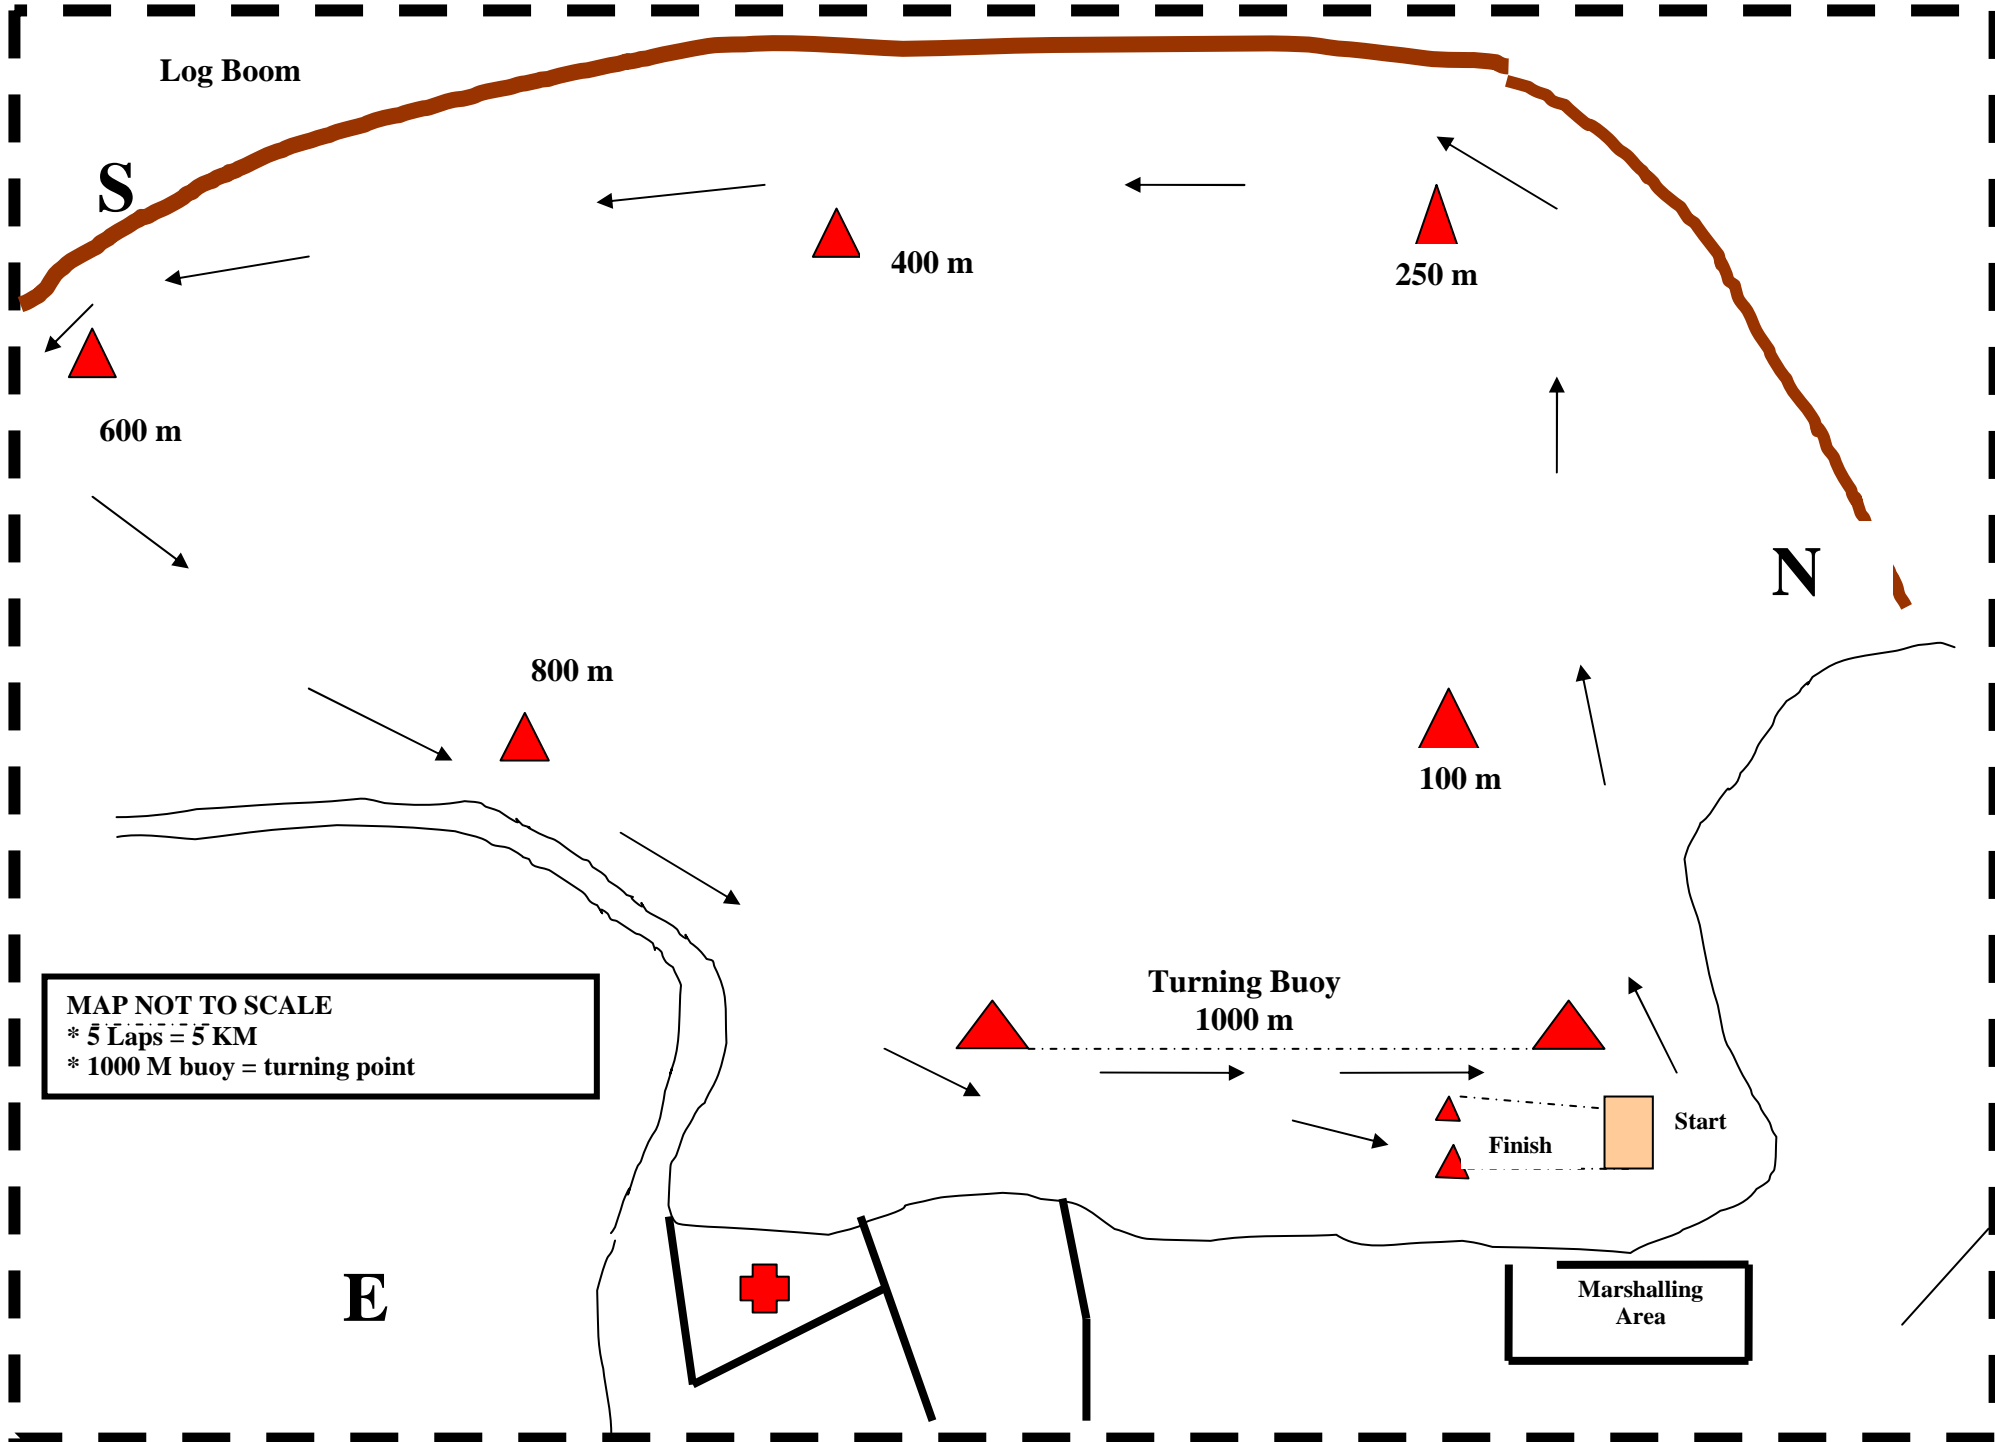 Log Boom
S
400 m
250 m
600 m
N
800 m
100 m
Turning Buoy
1000 m
MAP NOT TO SCALE
* 5 Laps = 5 KM
* 1000 M buoy = turning point
Start
Finish
E
Marshalling
Area